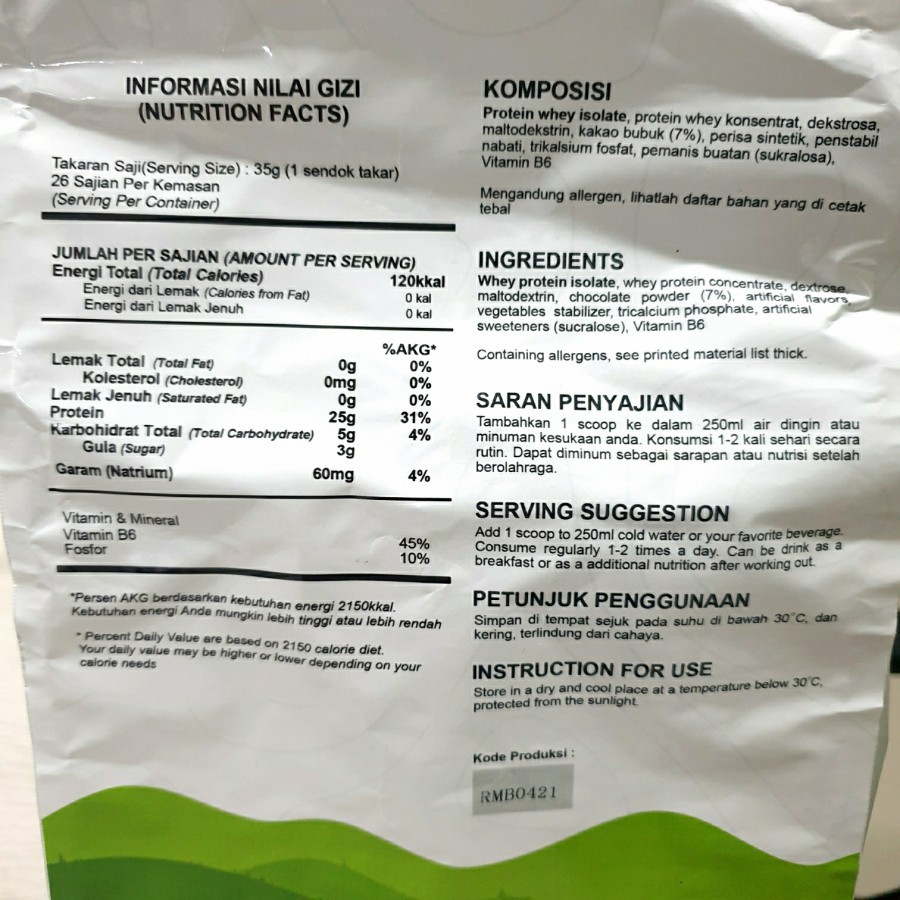 INFORMASI NILAI GIZI
(NUTRITION FACTS)
Takaran Saji(Serving Size) : 35g (1 sendok takar)
26 Sajian Per Kemasan
(Serving Per Container)
JUMLAH PER SAJIAN (AMOUNT PER SERVING)
Energi Total (Total Calories) 120kkal
Energi dari Lemak (Calories from Fat) 0 kal
Energi dari Lemak Jenuh 0 kal
%AKG*
Lemak Total (Total Fat) 0g 0%
Kolesterol (Cholesterol) 0mg 0%
Lemak Jenuh (Saturated Fat) 0g 0%
Protein 25g 31%
Karbohidrat Total (Total Carbohydrate) 5g 4%
Gula (Sugar) 3g
Garam (Natrium) 60mg 4%
Vitamin & Mineral
Vitamin B6 45%
Fosfor 10%
*Persen AKG berdasarkan kebutuhan energi 2150kkal.
Kebutuhan energi Anda mungkin lebih tinggi atau lebih rendah
* Percent Daily Value are based on 2150 calorie diet.
Your daily value may be higher or lower depending on your
calorie needs
KOMPOSISI
Protein whey isolate, protein whey konsentrat, dekstrosa,
maltodekstrin, kakao bubuk (7%), perisa sintetik, penstabil
nabati, trikalsium fosfat, pemanis buatan (sukralosa),
Vitamin B6
Mengandung allergen, lihatlah daftar bahan yang di cetak
tebal
INGREDIENTS
Whey protein isolate, whey protein concentrate, dextrose,
maltodextrin, chocolate powder (7%), artificial flavors,
vegetables stabilizer, tricalcium phosphate, artificial
sweeteners (sucralose), Vitamin B6
Containing allergens, see printed material list thick.
SARAN PENYAJIAN
Tambahkan 1 scoop ke dalam 250ml air dingin atau
minuman kesukaan anda. Konsumsi 1-2 kali sehari secara
rutin. Dapat diminum sebagai sarapan atau nutrisi setelah
berolahraga.
SERVING SUGGESTION
Add 1 scoop to 250ml cold water or your favorite beverage.
Consume regularly 1-2 times a day. Can be drink as a
breakfast or as a additional nutrition after working out.
PETUNJUK PENGGUNAAN
Simpan di tempat sejuk pada suhu di bawah 30°C, dan
kering, terlindung dari cahaya.
INSTRUCTION FOR USE
Store in a dry and cool place at a temperature below 30°C,
protected from the sunlight.
Kode Produksi :
RMB0421